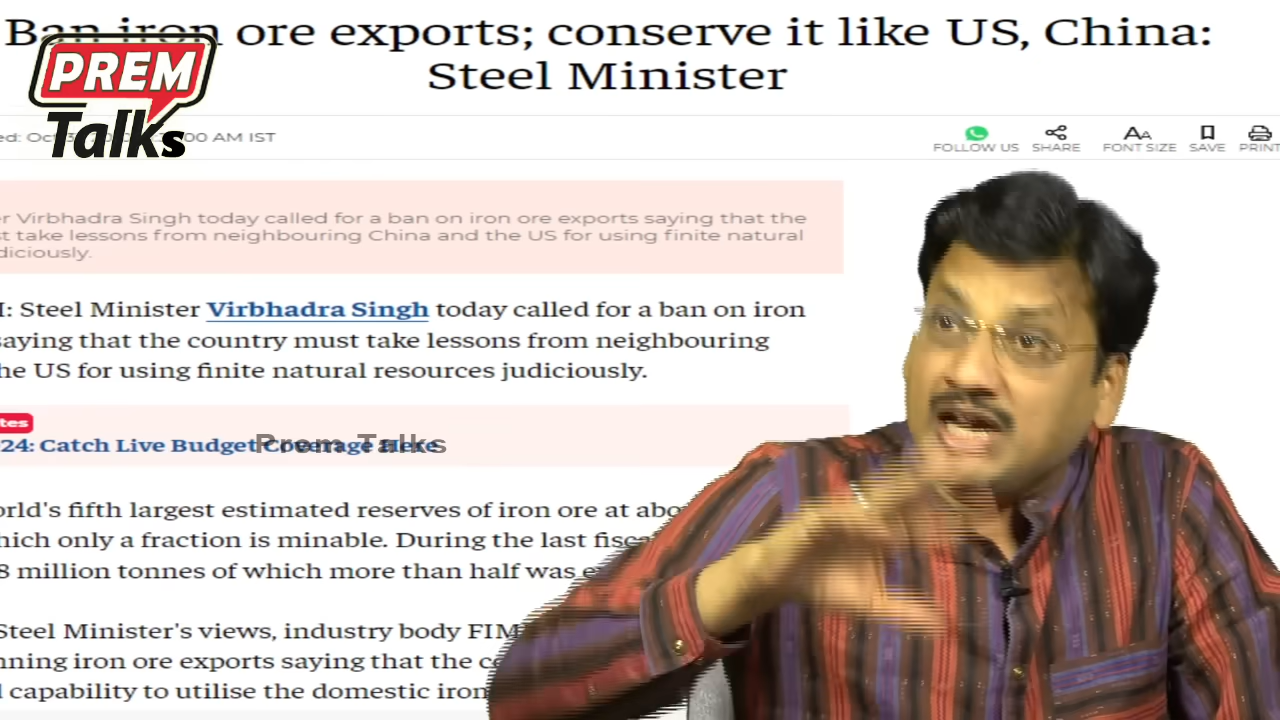 Ban iron ore exports; conserve it like US, China:
Steel Minister
PREM
Talks
ed: Oct 00 AM IST
FOLLOW US SHARE FONT SIZE SAVE PRINT
er Virbhadra Singh today called for a ban on iron ore exports saying that the
st take lessons from neighbouring China and the US for using finite natural
diciously.
I: Steel Minister Virbhadra Singh today called for a ban on iron
saying that the country must take lessons from neighbouring
he US for using finite natural resources judiciously.
tes
24: Catch Live Budget Coverage Here
Prem Talks
orld's fifth largest estimated reserves of iron ore at abo
hich only a fraction is minable. During the last fisca
8 million tonnes of which more than half was e
Steel Minister's views, industry body FIM
nning iron ore exports saying that the c
l capability to utilise the domestic iron